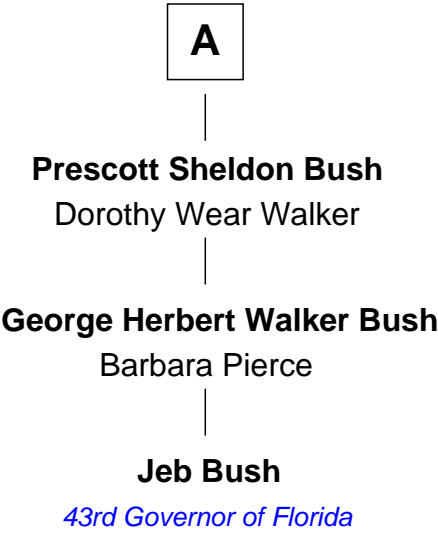 A
Prescott Sheldon Bush
Dorothy Wear Walker
George Herbert Walker Bush
Barbara Pierce
Jeb Bush
43rd Governor of Florida